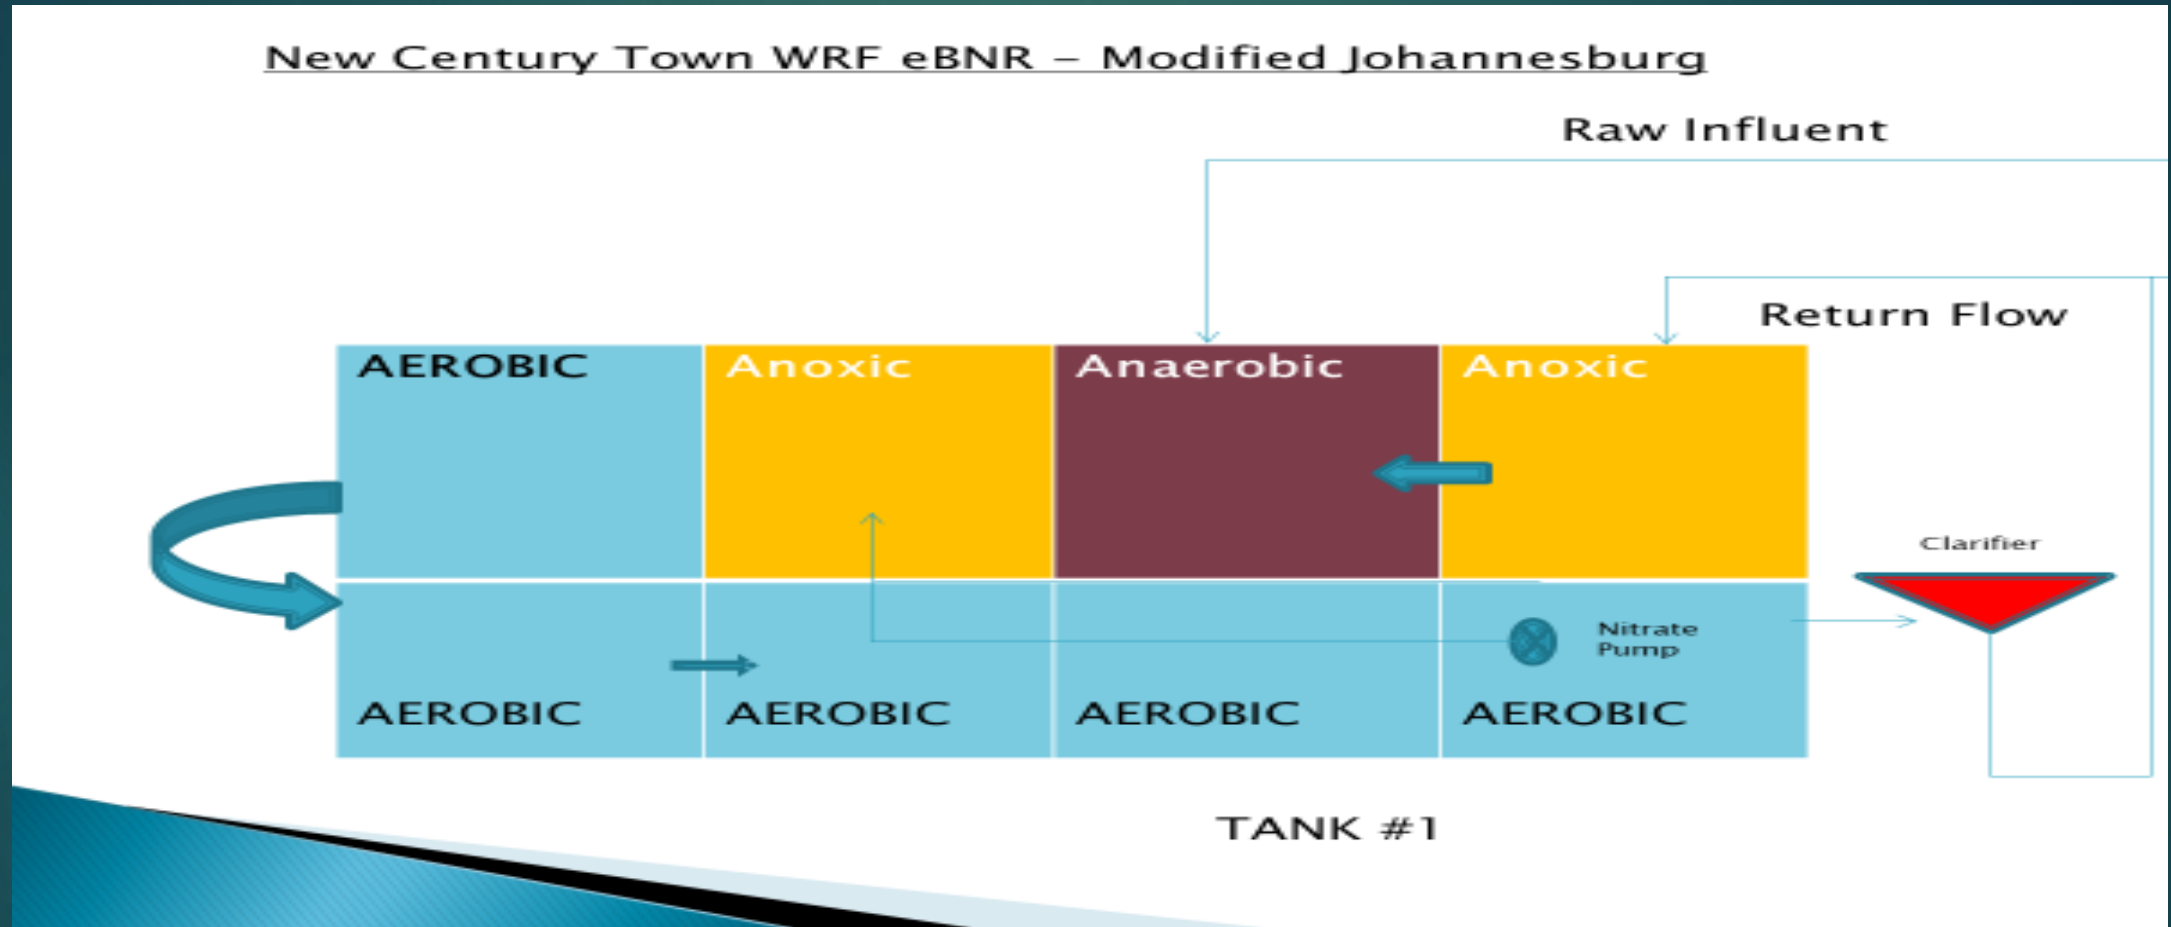 New Century Town WRF eBNR – Modified Johannesburg
Raw Influent
Return Flow
AEROBIC
Anoxic
Anaerobic
Anoxic
Clarifier
Nitrate
Pump
AEROBIC
AEROBIC
AEROBIC
AEROBIC
TANK #1